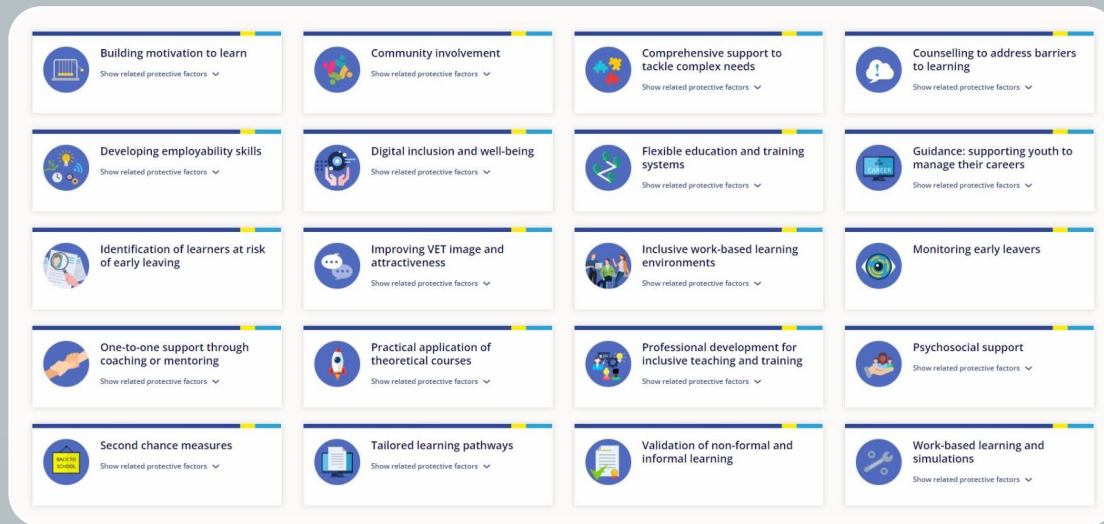 Building motivation to learn
Show related protective factors
Community involvement
Show related protective factors
Comprehensive support to
tackle complex needs
Show related protective factors
Counselling to address barriers
to learning
Show related protective factors
Developing employability skills
Show related protective factors
Digital inclusion and well-being
Show related protective factors
Flexible education and training
systems
Show related protective factors
Guidance: supporting youth to
manage their careers
Show related protective factors
CAREER
Identification of learners at risk
of early leaving
Improving VET image and
attractiveness
Show related protective factors
Inclusive work-based learning
environments
Show related protective factors
Monitoring early leavers
One-to-one support through
coaching or mentoring
Show related protective factors
Practical application of
theoretical courses
Show related protective factors
Professional development for
inclusive teaching and training
Show related protective factors
Psychosocial support
Show related protective factors
BACK TO
SCHOOL
Second chance measures
Show related protective factors
Tailored learning pathways
Show related protective factors
Validation of non-formal and
informal learning
Work-based learning and
simulations
Show related protective factors